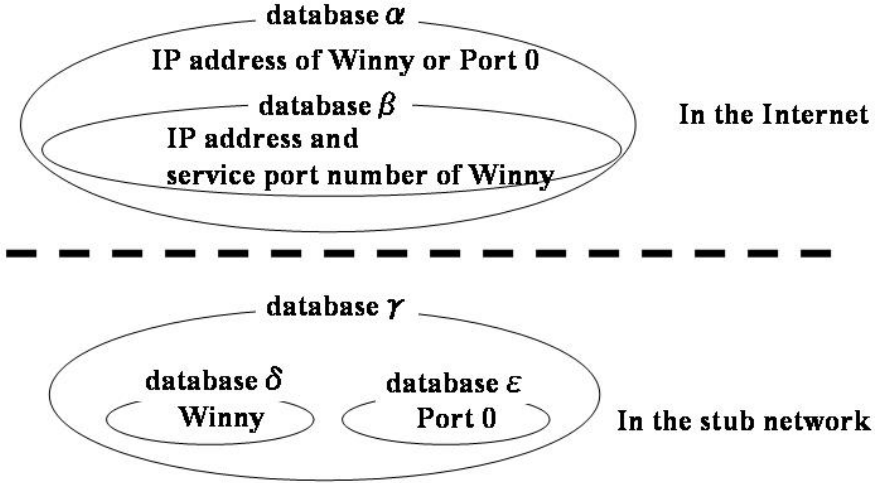 database α
IP address of Winny or Port 0
database β
IP address and
service port number of Winny
In the Internet
database γ
database δ
Winny
database ε
Port 0
In the stub network